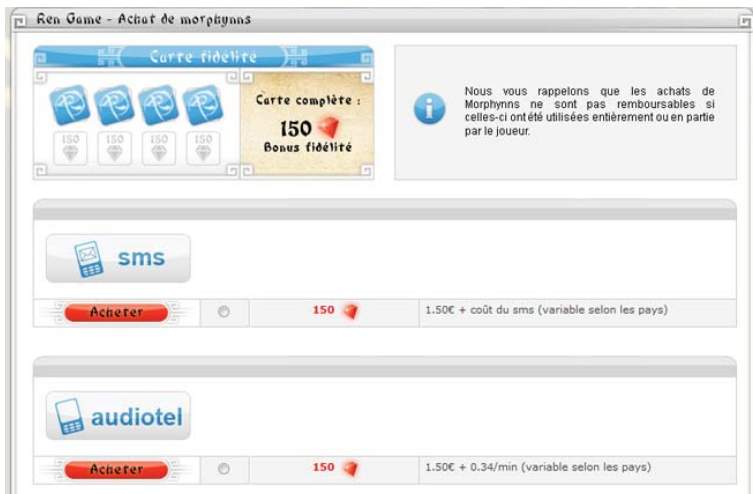 Ren Game - Achat de morphynns
Carte fidélité
150 150 150 150
Carte complète :
150
Bonus fidélité
Nous vous rappelons que les achats de
Morphynns ne sont pas remboursables si
celles-ci ont été utilisées entièrement ou en partie
par le joueur.
sms
Acheter 150 1.50€ + coût du sms (variable selon les pays)
audiotel
Acheter 150 1.50€ + 0.34/min (variable selon les pays)